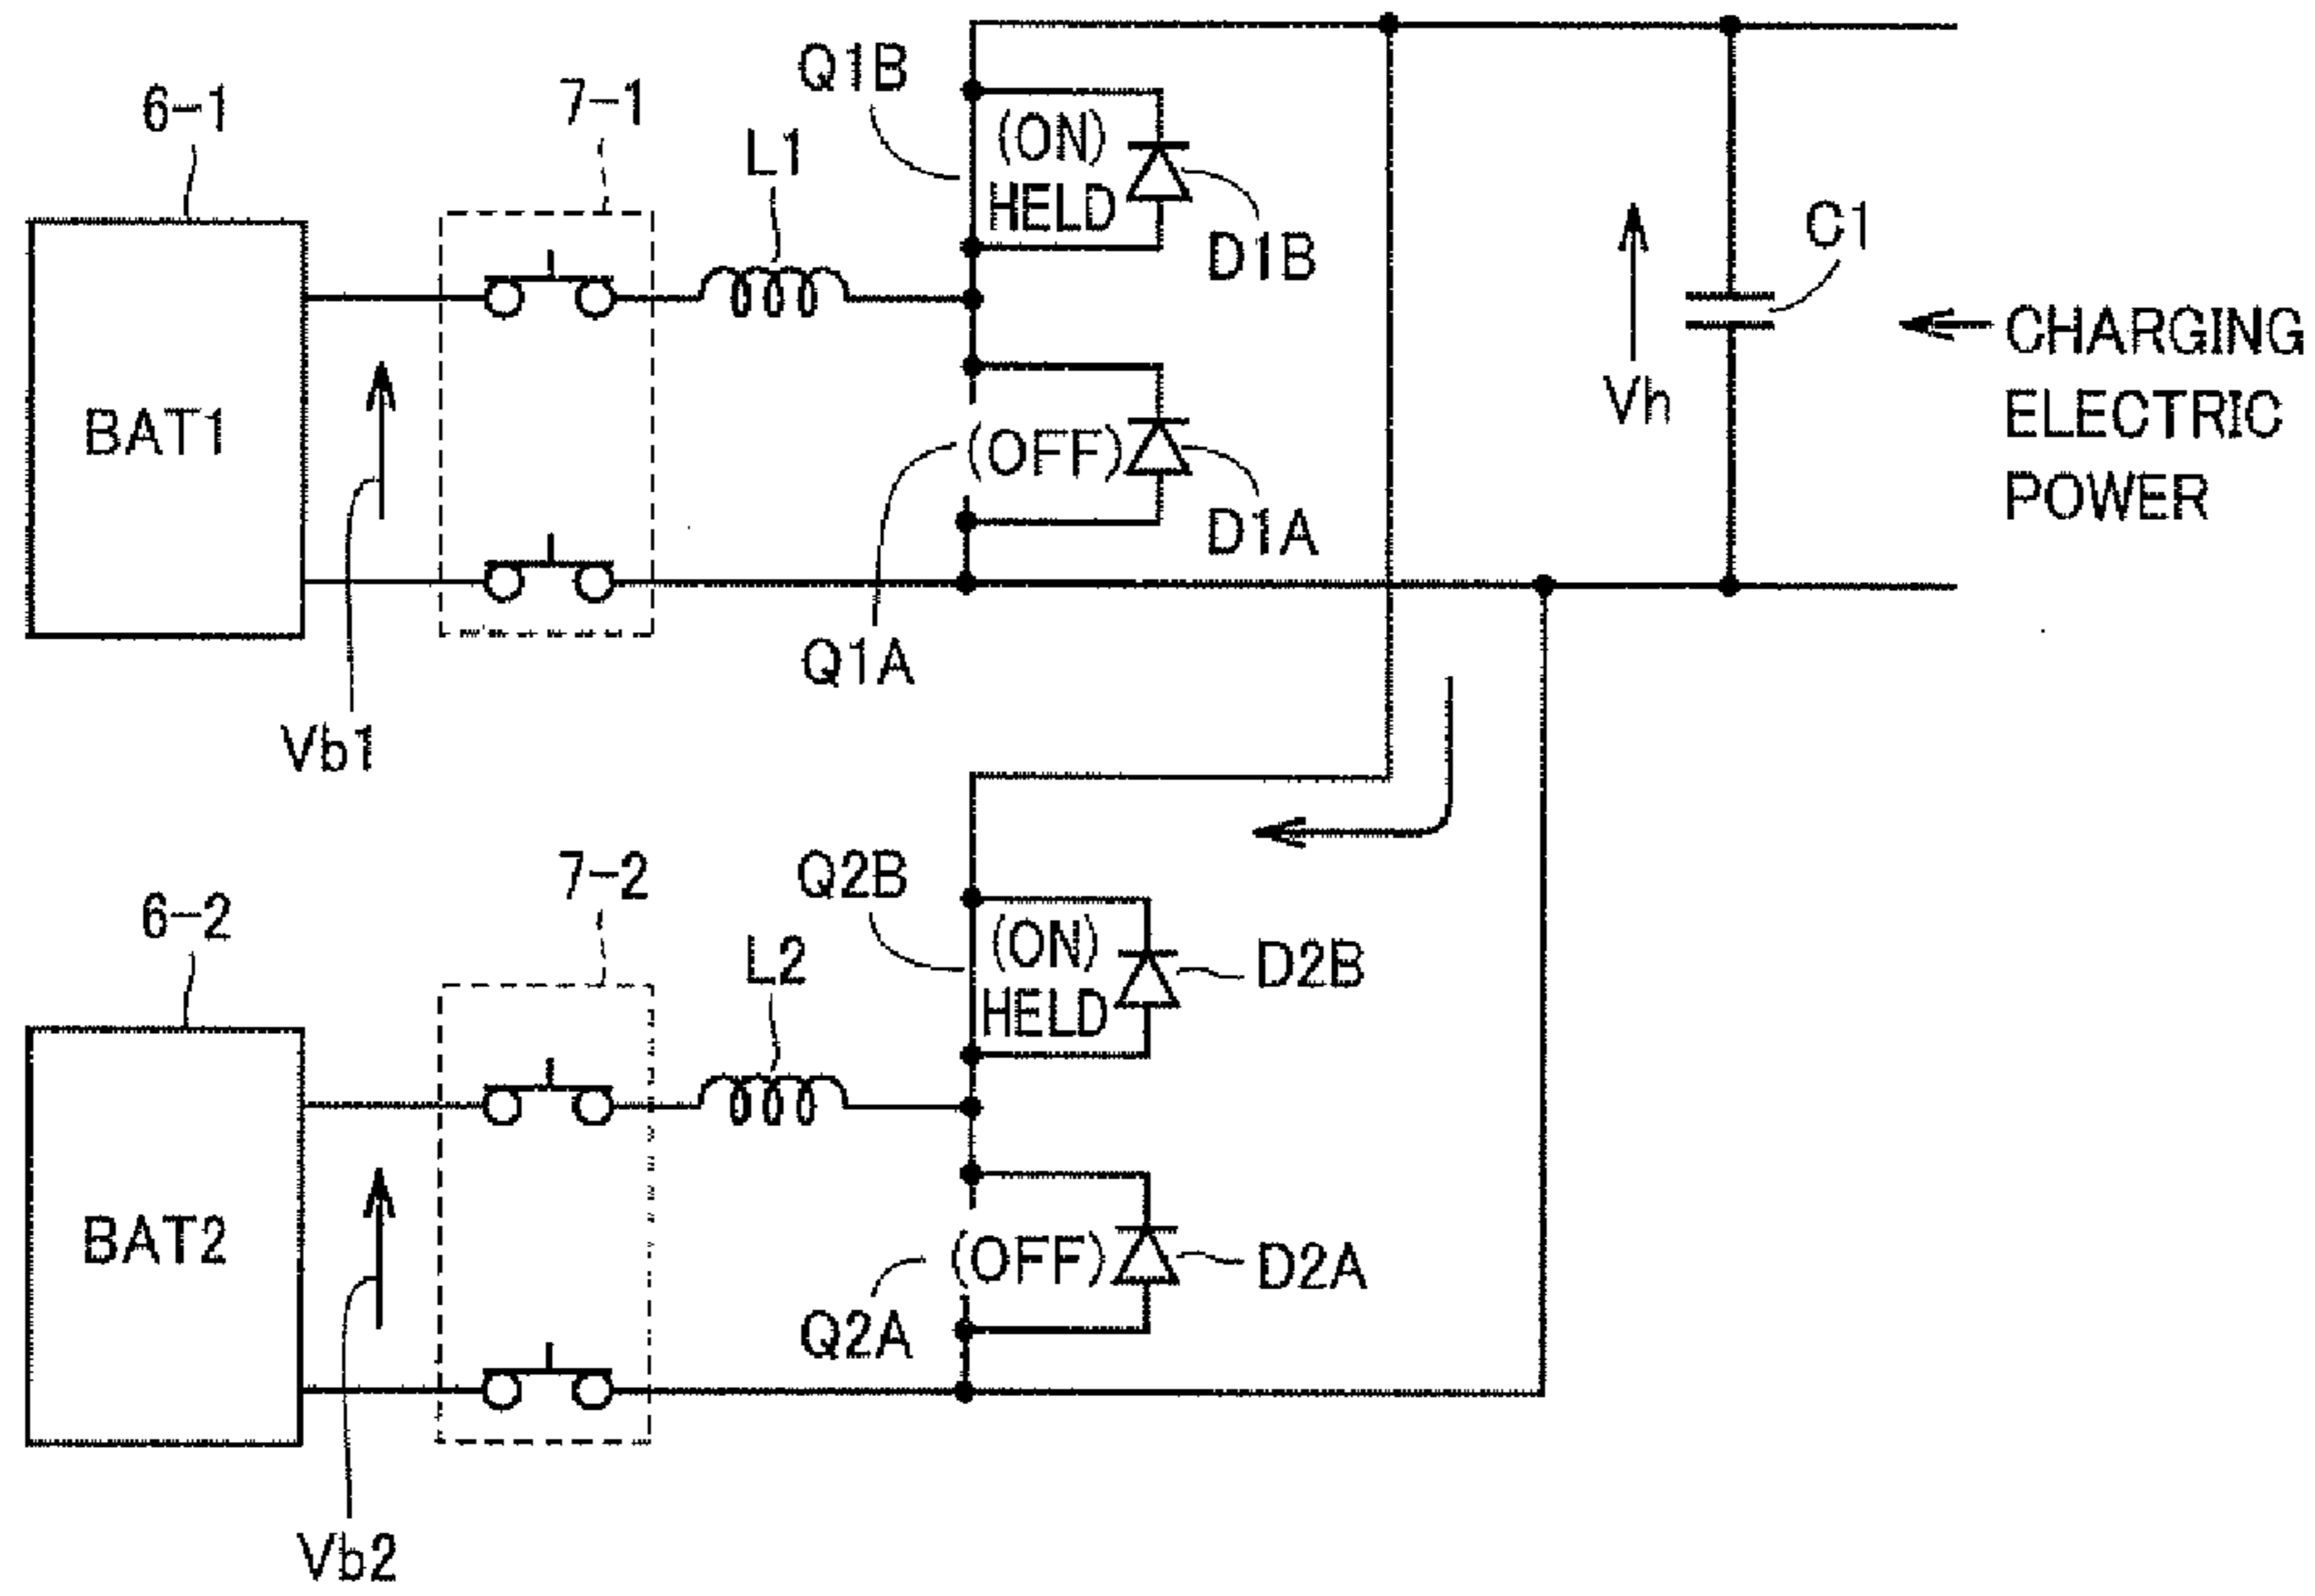 6-1
7-1
L1
Q1B
(ON)
HELD
D1B
C1
Vh
CHARGING
ELECTRIC
POWER
BAT1
(OFF)
D1A
Q1A
Vb1
6-2
7-2
L2
Q2B
(ON)
HELD
D2B
BAT2
(OFF)
D2A
Q2A
Vb2